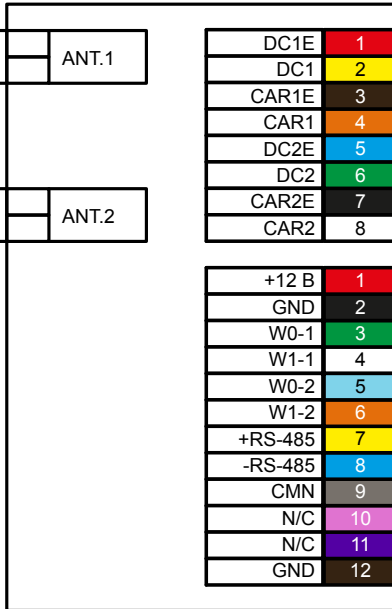 ANT.1
ANT.2
DC1E 1
DC1 2
CAR1E 3
CAR1 4
DC2E 5
DC2 6
CAR2E 7
CAR2 8
+12 В 1
GND 2
W0-1 3
W1-1 4
W0-2 5
W1-2 6
+RS-485 7
-RS-485 8
CMN 9
N/C 10
N/C 11
GND 12